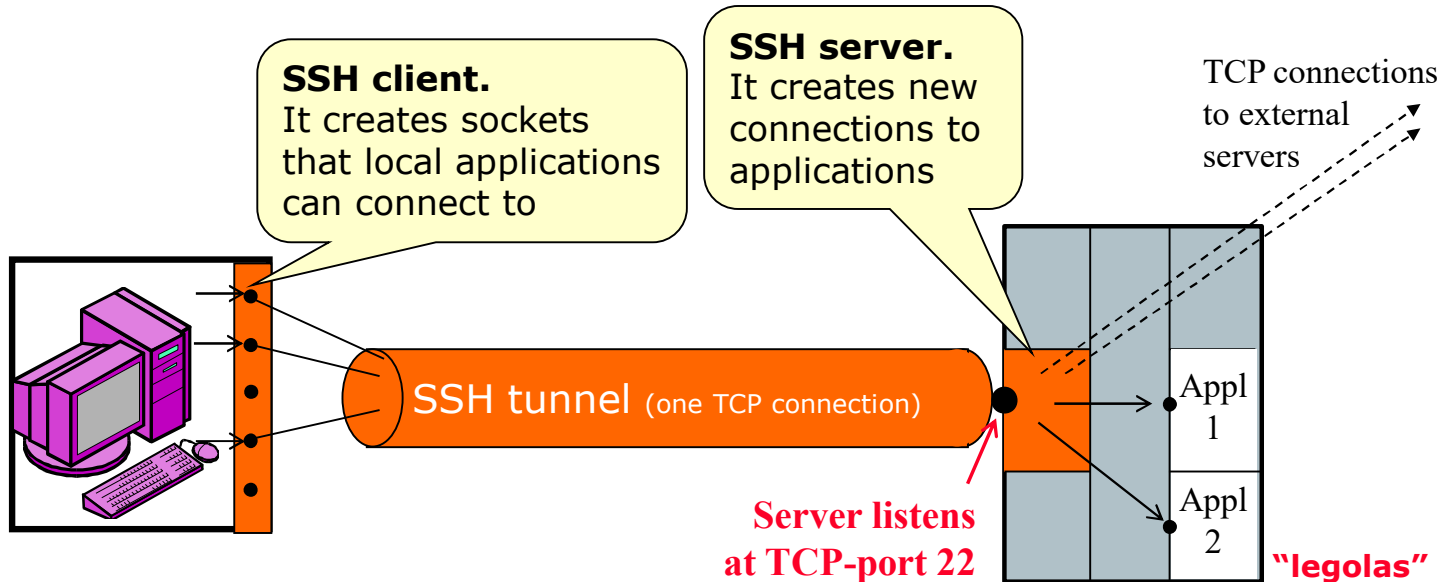 SSH client.
It creates sockets
that local applications
can connect to
SSH server.
It creates new
connections to
applications
TCP connections
to external
servers
SSH tunnel (one TCP connection)
Appl
1
Appl
2
Server listens
at TCP-port 22
“legolas”